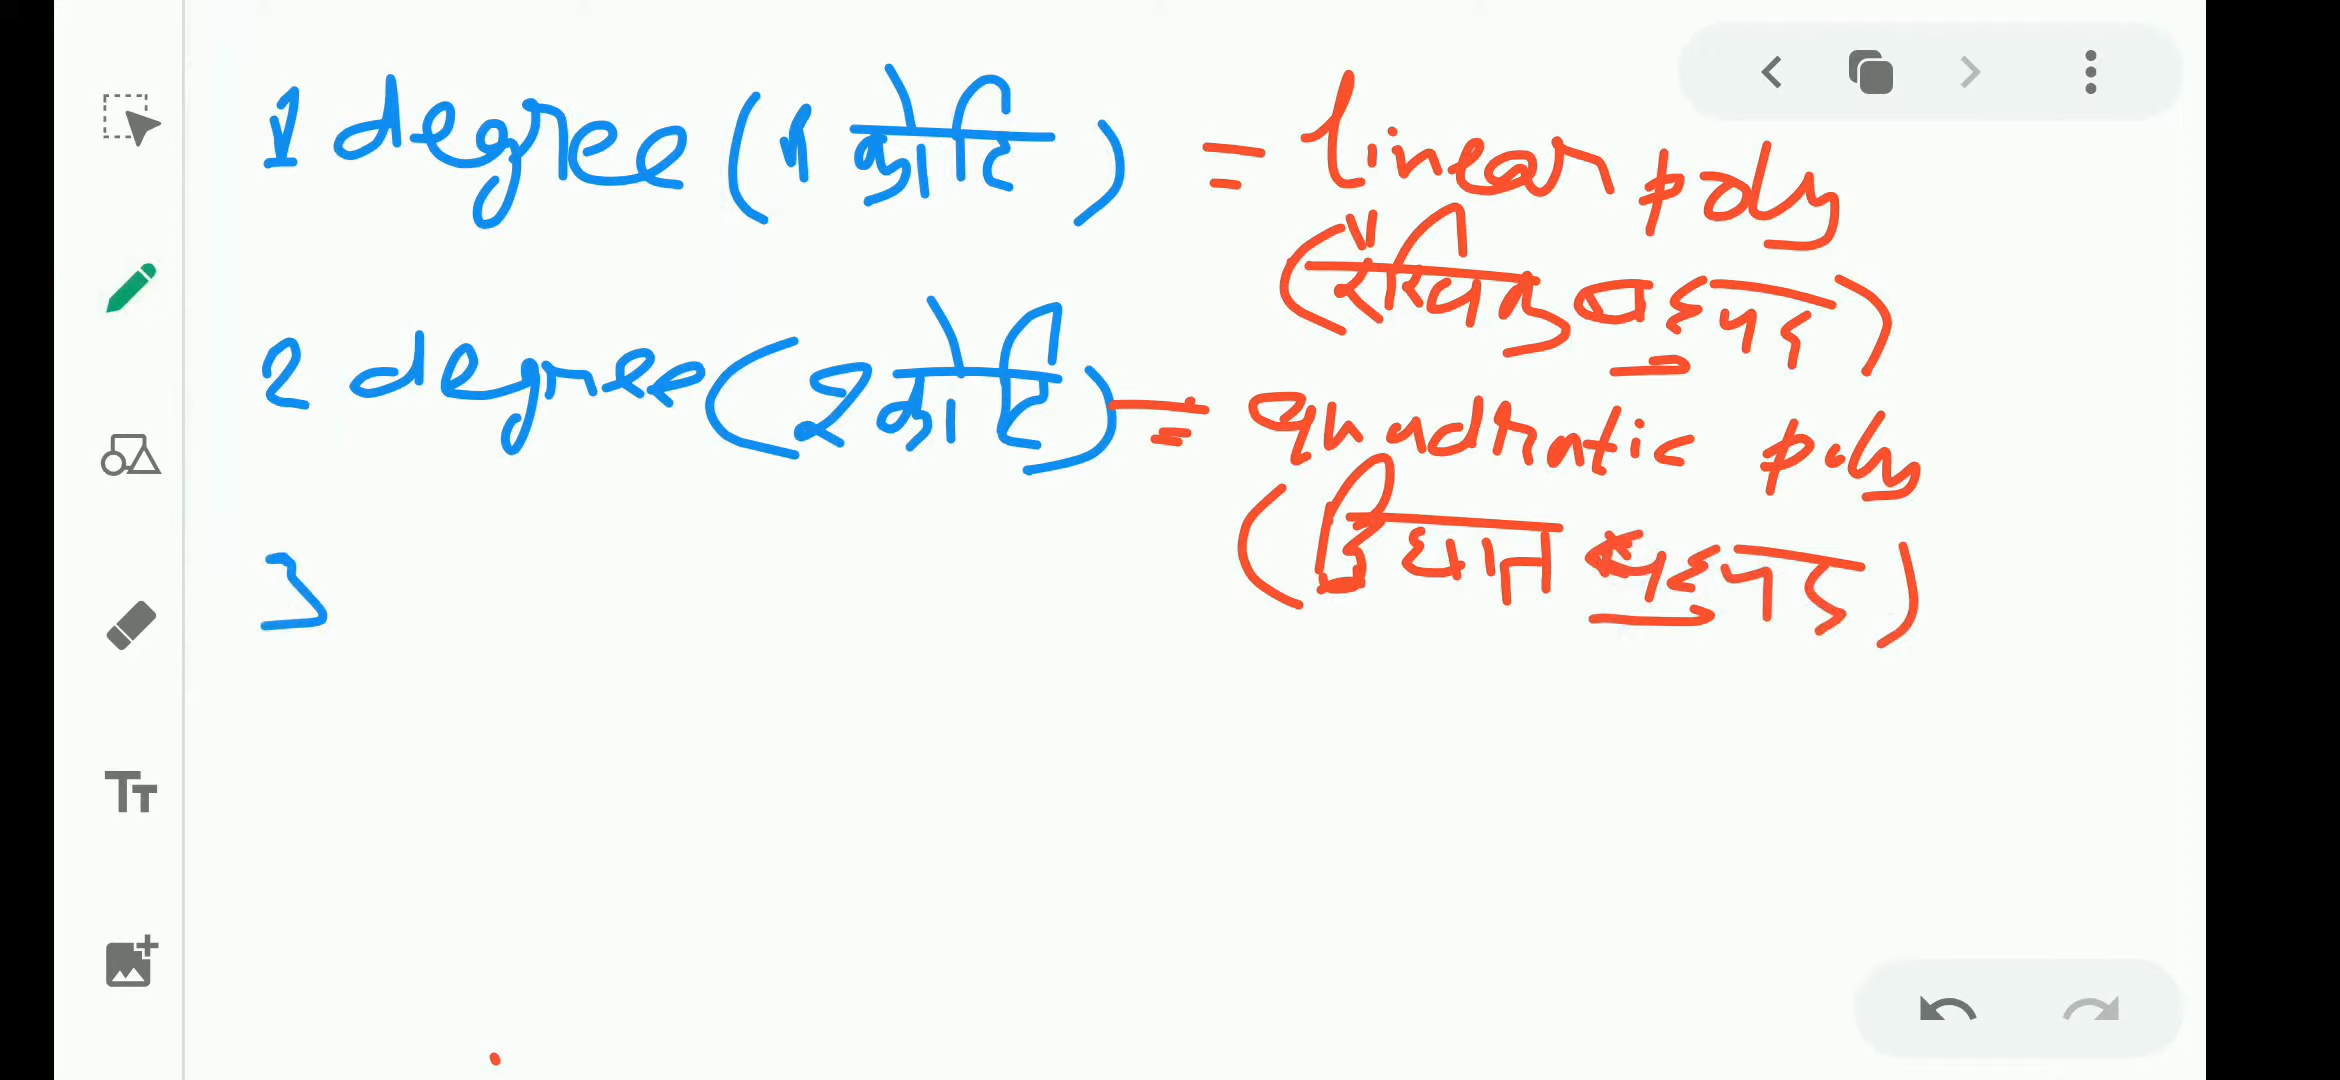 1 degree (1 कोटि) = linear poly
(रैखिक बहुपद)
2 degree (2 कोटि) = quadratic poly
(द्विघात बहुपद)
3